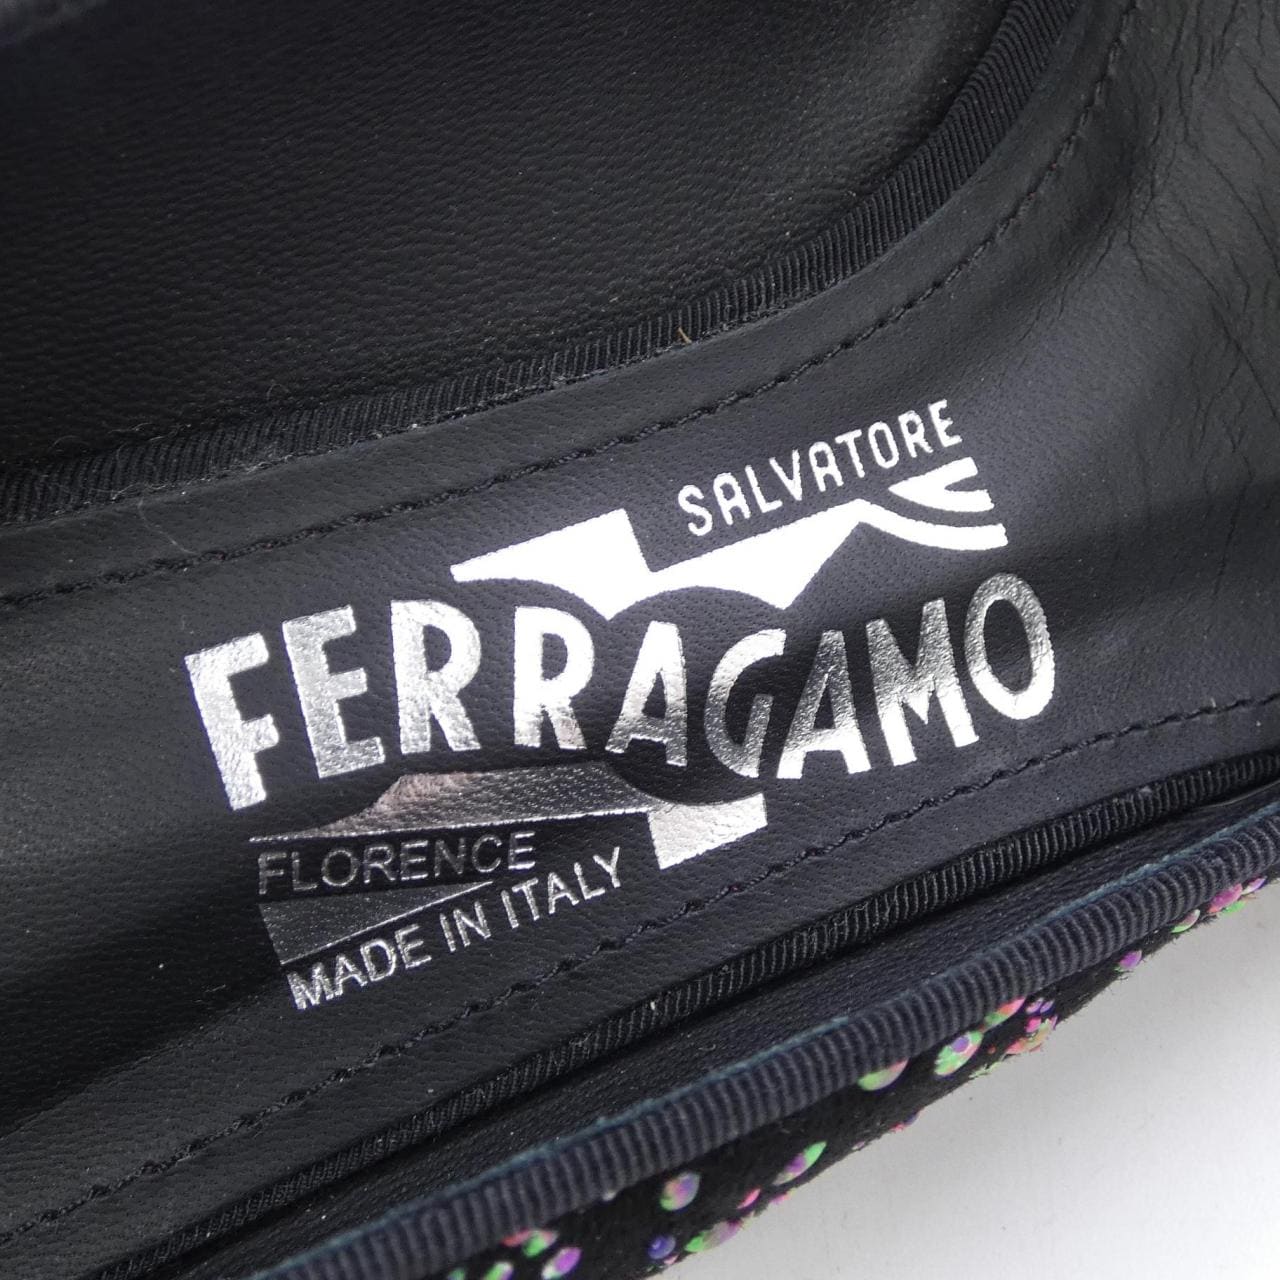 SALVATORE
FERRAGAMO
FLORENCE
MADE IN ITALY